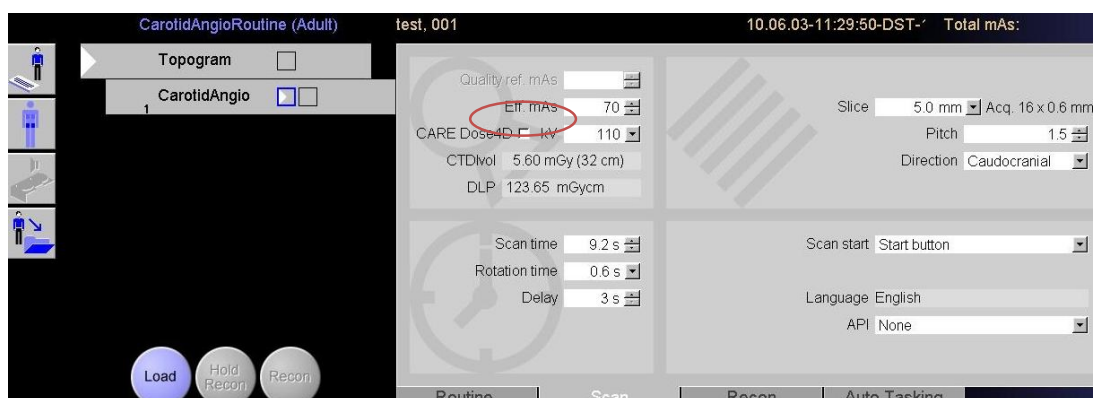 CarotidAngioRoutine (Adult)
test, 001
10.06.03-11:29:50-DST-1
Total mAs:
Topogram
CarotidAngio
1
Load
Hold
Recon
Recon
Quality ref. mAs
Eff. mAs 70
CARE Dose4D kV 110
CTDIvol 5.60 mGy (32 cm)
DLP 123.65 mGycm
Slice 5.0 mm Acq. 16 x 0.6 mm
Pitch 1.5
Direction Caudocranial
Scan time 9.2 s
Rotation time 0.6 s
Delay 3 s
Scan start Start button
Language English
API None
Routine
Scan
Recon
Auto Tasking